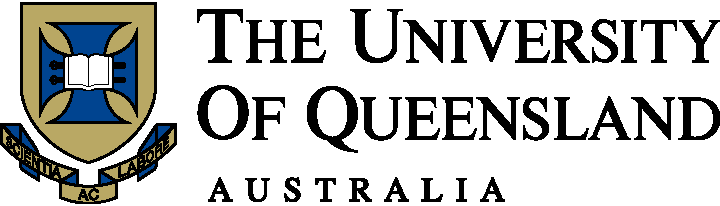 THE UNIVERSITY
OF QUEENSLAND
AUSTRALIA
SCIENTIA
AC
LABORE